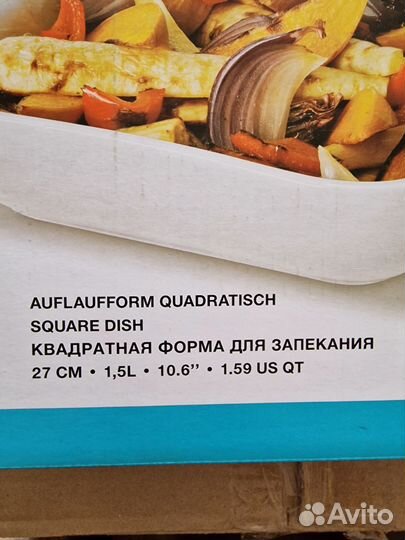 AUFLAUFFORM QUADRATISCH
SQUARE DISH
КВАДРАТНАЯ ФОРМА ДЛЯ ЗАПЕКАНИЯ
27 CM • 1,5L • 10.6’’ • 1.59 US QT
Avito